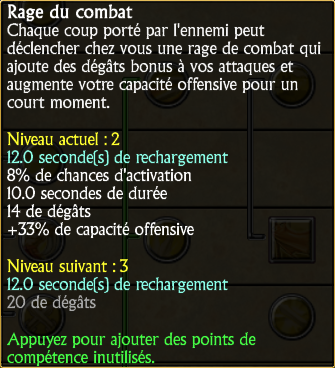 Rage du combat
Chaque coup porté par l'ennemi peut
déclencher chez vous une rage de combat qui
ajoute des dégâts bonus à vos attaques et
augmente votre capacité offensive pour un
court moment.
Niveau actuel : 2
12.0 seconde(s) de rechargement
8% de chances d'activation
10.0 secondes de durée
14 de dégâts
+33% de capacité offensive
Niveau suivant : 3
12.0 seconde(s) de rechargement
20 de dégâts
Appuyez pour ajouter des points de
compétence inutilisés.